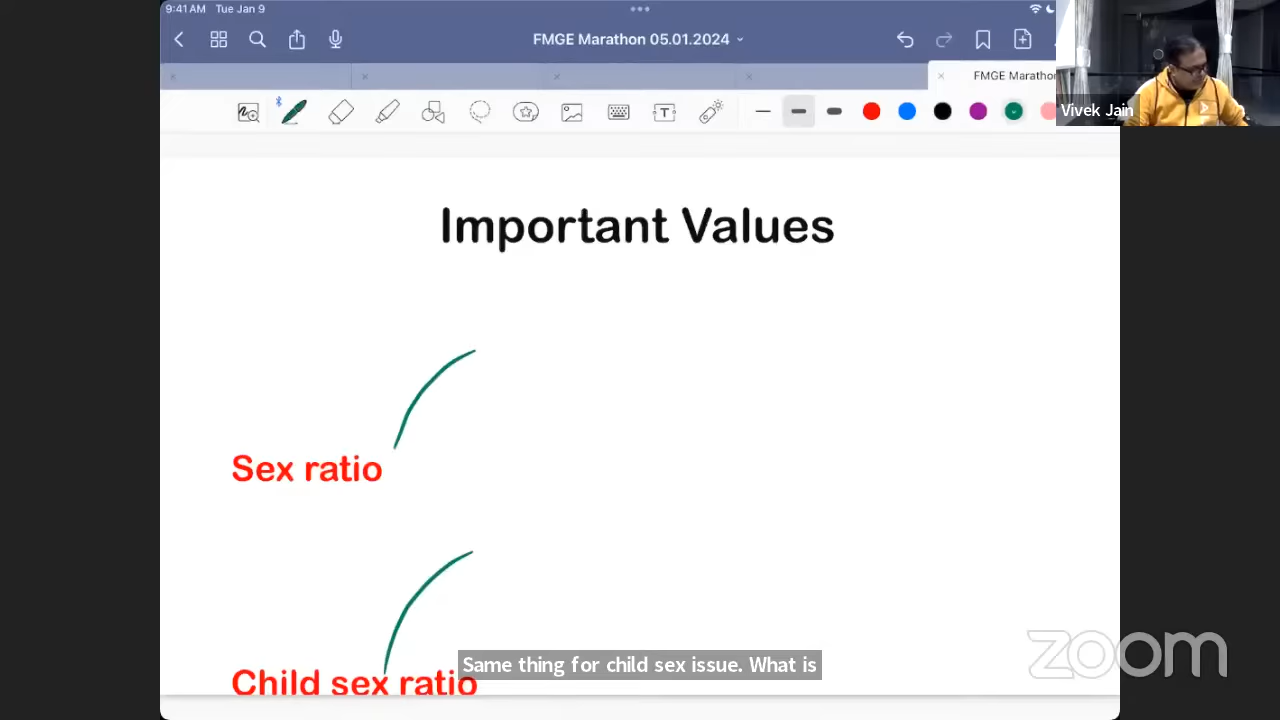 9:41 AM Tue Jan 9
FMGE Marathon 05.01.2024
FMGE Marathon
T
Vivek Jain
Important Values
Sex ratio
Child sex ratio
Same thing for child sex issue. What is
zoom